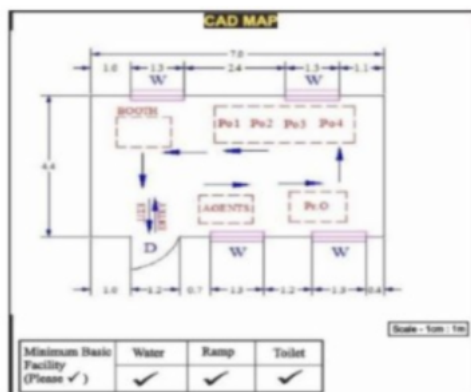 CAD MAP
7.0
1.0 1.3 2.4 1.3 1.1
W W
BOOTH
Po1 Po2 Po3 Po4
4.4
EXIT
AGENTS Pr.O
D W W
1.0 1.2 0.7 1.3 1.2 1.3 0.4
Scale - 1cm : 1m
Minimum Basic Facility (Please ✓) Water Ramp Toilet
✓ ✓ ✓